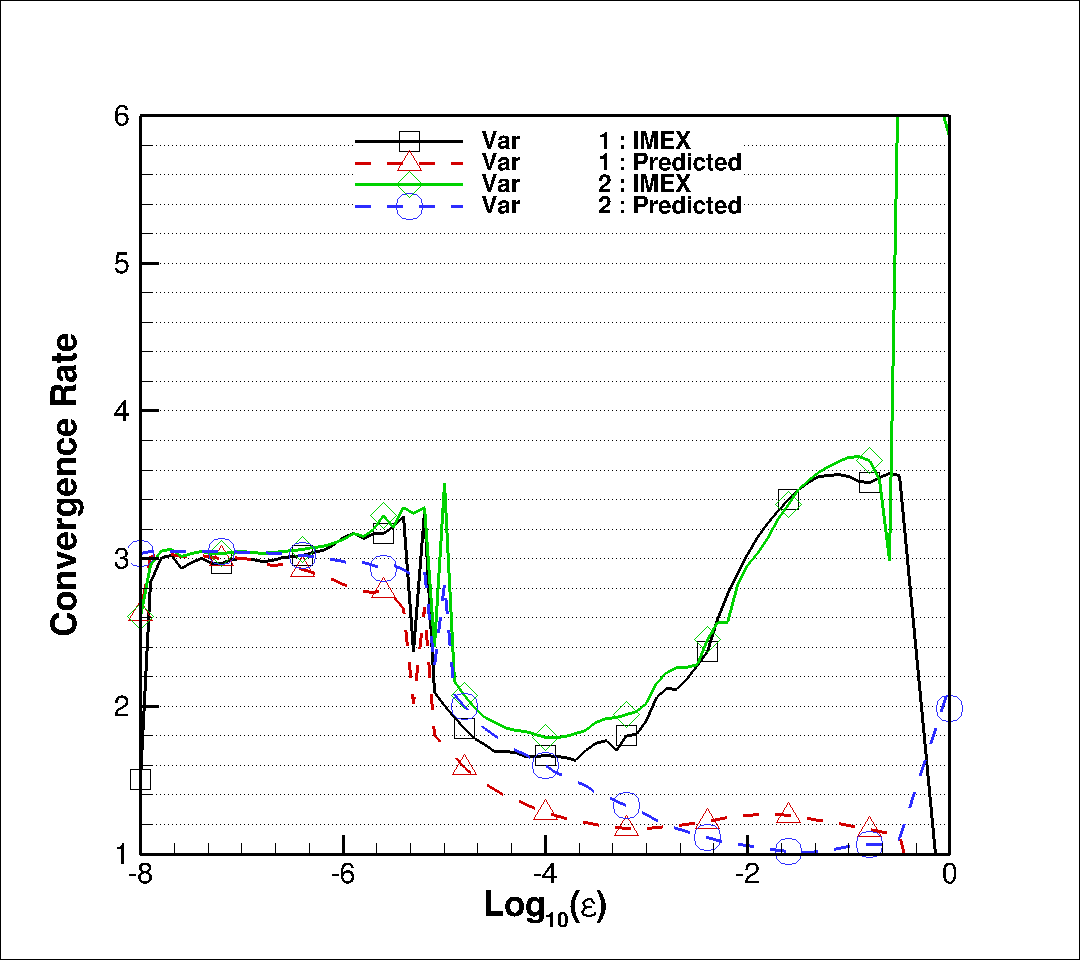 6
5
4
3
2
1
Convergence Rate
Var 1 : IMEX
Var 1 : Predicted
Var 2 : IMEX
Var 2 : Predicted
-8 -6 -4 -2 0
Log10(ε)